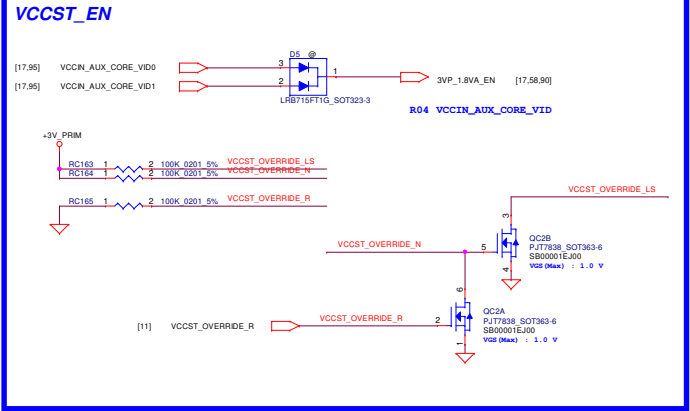 VCCST_EN
D5 @
[17,95] VCCIN_AUX_CORE_VID0 3
1
3VP_1.8VA_EN [17,58,90]
[17,95] VCCIN_AUX_CORE_VID1 2
LRB715FT1G_SOT323-3
R04 VCCIN_AUX_CORE_VID
+3V_PRIM
RC163 1 2 100K_0201_5% VCCST_OVERRIDE_LS
RC164 1 2 100K_0201_5% VCCST_OVERRIDE_N
RC165 1 2 100K_0201_5% VCCST_OVERRIDE_R
VCCST_OVERRIDE_LS
3
VCCST_OVERRIDE_N 5
QC2B
PJT7838_SOT363-6
SB00001EJ00
VGS(Max) : 1.0 V
4
6
[11] VCCST_OVERRIDE_R VCCST_OVERRIDE_R 2
QC2A
PJT7838_SOT363-6
SB00001EJ00
VGS(Max) : 1.0 V
1